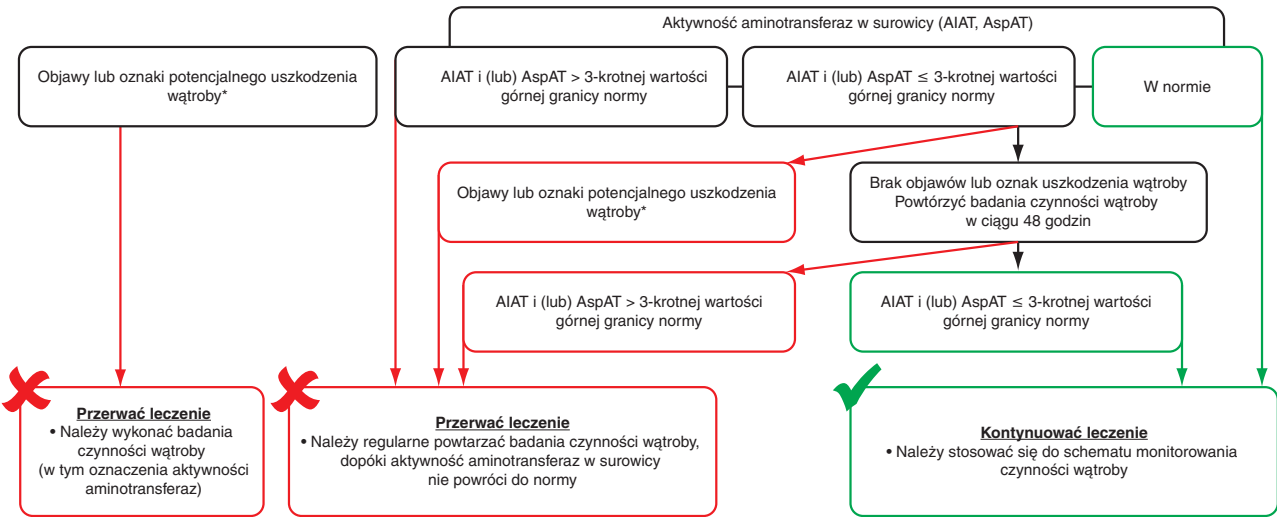 Aktywność aminotransferaz w surowicy (AIAT, AspAT)
Objawy lub oznaki potencjalnego uszkodzenia
wątroby*
AIAT i (lub) AspAT > 3-krotnej wartości
górnej granicy normy
AIAT i (lub) AspAT ≤ 3-krotnej wartości
górnej granicy normy
W normie
Objawy lub oznaki potencjalnego uszkodzenia
wątroby*
Brak objawów lub oznak uszkodzenia wątroby
Powtórzyć badania czynności wątroby
w ciągu 48 godzin
AIAT i (lub) AspAT > 3-krotnej wartości
górnej granicy normy
AIAT i (lub) AspAT ≤ 3-krotnej wartości
górnej granicy normy
Przerwać leczenie
• Należy wykonać badania
czynności wątroby
(w tym oznaczenia aktywności
aminotransferaz)
Przerwać leczenie
• Należy regularne powtarzać badania czynności wątroby,
dopóki aktywność aminotransferaz w surowicy
nie powróci do normy
Kontynuować leczenie
• Należy stosować się do schematu monitorowania
czynności wątroby